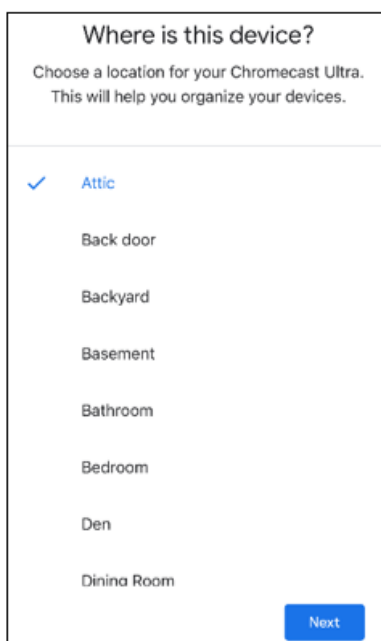 Where is this device?
Choose a location for your Chromecast Ultra.
This will help you organize your devices.
Attic
Back door
Backyard
Basement
Bathroom
Bedroom
Den
Dining Room
Next